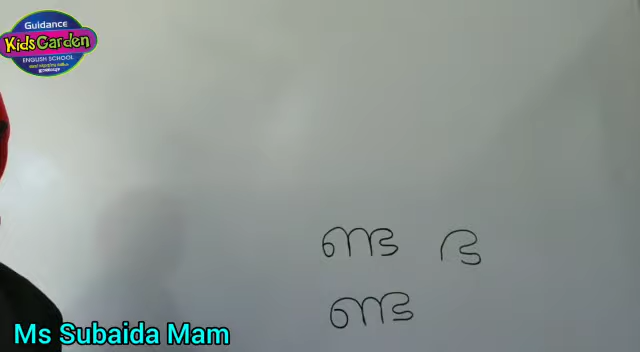 Guidance
Kids Garden
ENGLISH SCHOOL
ണ്ട ദ
ണ്ട
Ms Subaida Mam